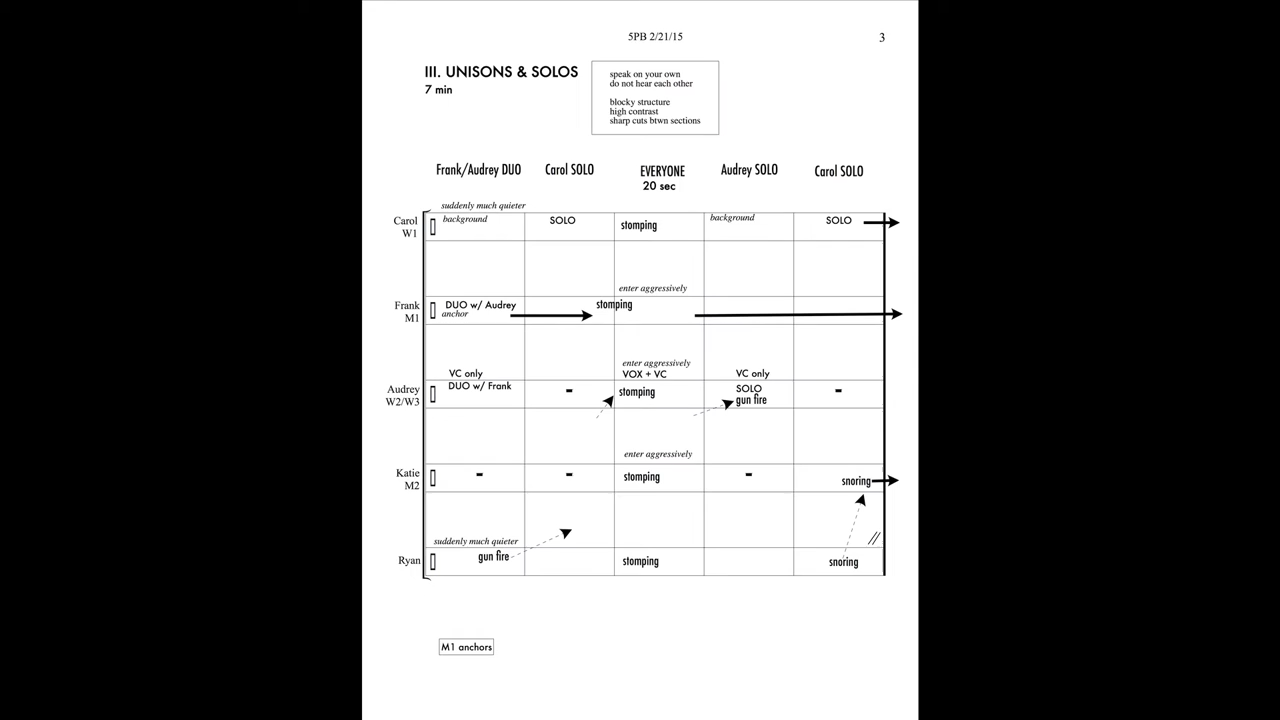 5PB 2/21/15
3
III. UNISONS & SOLOS
7 min
speak on your own
do not hear each other
blocky structure
high contrast
sharp cuts btwn sections
Frank/Audrey DUO
Carol SOLO
EVERYONE
20 sec
Audrey SOLO
Carol SOLO
suddenly much quieter
Carol
W1
background
SOLO
stomping
background
SOLO
enter aggressively
Frank
M1
DUO w/ Audrey
anchor
stomping
enter aggressively
VC only
VOX + VC
VC only
Audrey
W2/W3
DUO w/ Frank
-
stomping
SOLO
gun fire
-
enter aggressively
Katie
M2
-
-
stomping
-
snoring
suddenly much quieter
//
Ryan
gun fire
stomping
snoring
M1 anchors